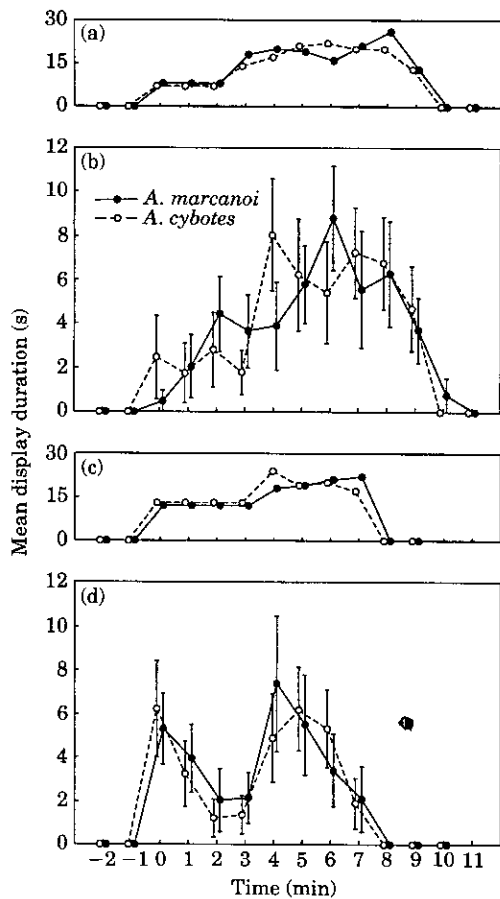 (a)
30
15
0
(b)
12
10
8
6
4
2
0
A. marcanoi
A. cybotes
Mean display duration (s)
(c)
30
15
0
(d)
12
10
8
6
4
2
0
−2 −1 0 1 2 3 4 5 6 7 8 9 10 11
Time (min)